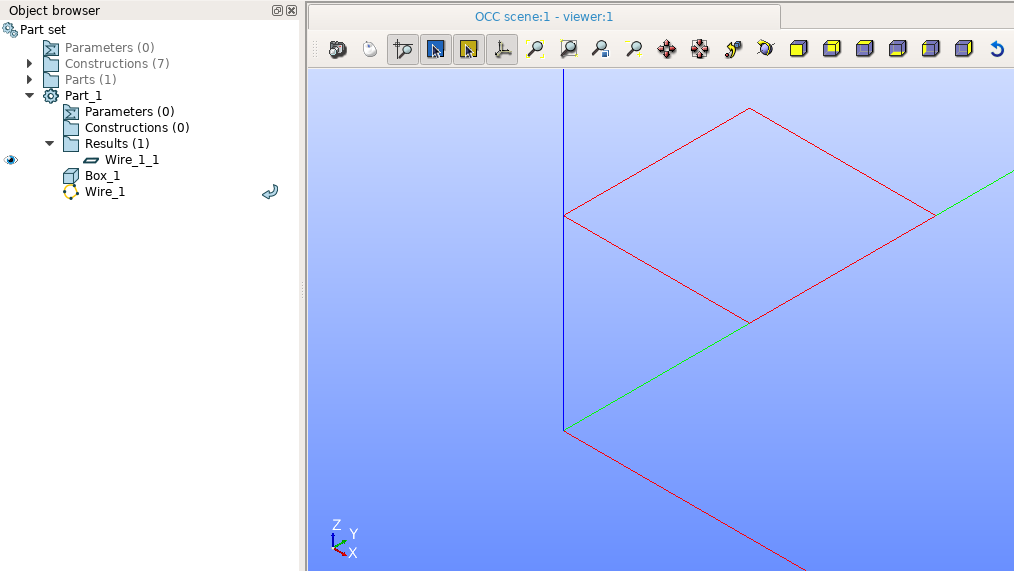 Object browser
Part set
Parameters (0)
Constructions (7)
Parts (1)
Part_1
Parameters (0)
Constructions (0)
Results (1)
Wire_1_1
Box_1
Wire_1
OCC scene:1 - viewer:1
Z
Y
X